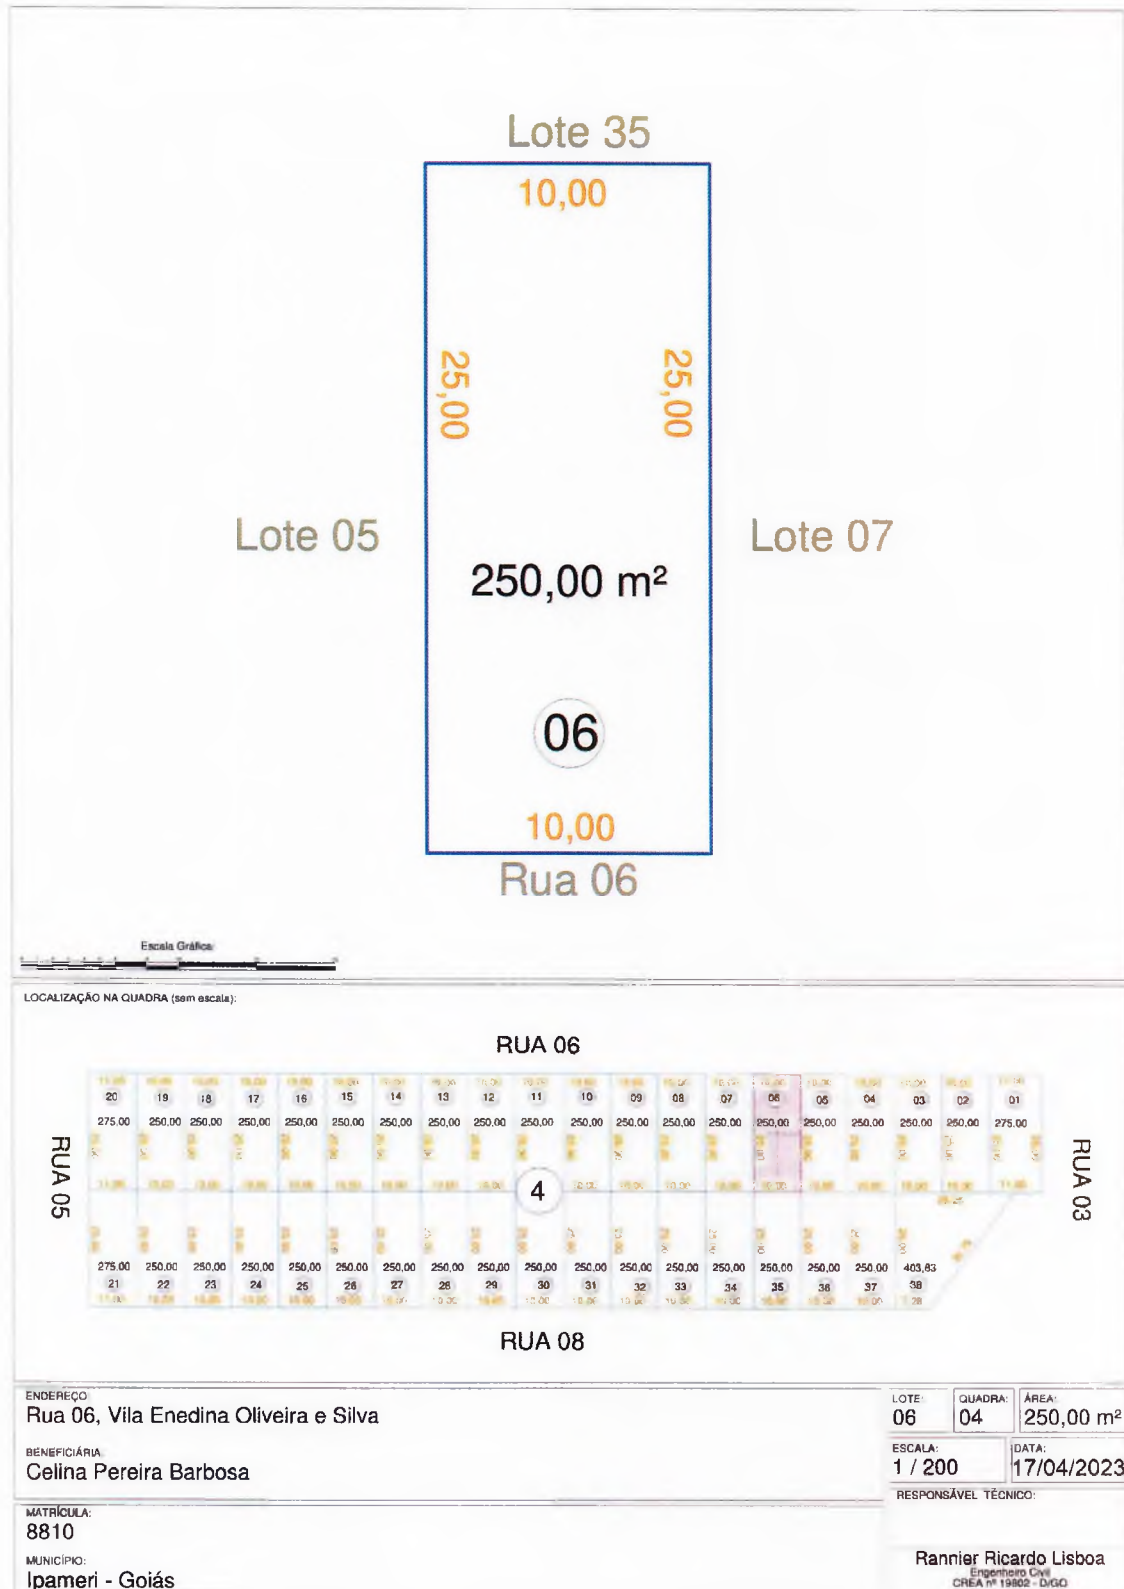 Lote 35
10,00
25,00
25,00
Lote 05
Lote 07
250,00 m²
06
10,00
Rua 06
Escala Gráfica:
LOCALIZAÇÃO NA QUADRA (sem escala):
RUA 06
20 19 18 17 16 15 14 13 12 11 10 09 08 07 06 05 04 03 02 01
275.00 250,00 250,00 250,00 250,00 250,00 250,00 250,00 250,00 250,00 250,00 250,00 250,00 250,00 250,00 250,00 250.00 250.00 250,00 275.00
RUA 05
4
RUA 03
275.00 250.00 250,00 250,00 250,00 250,00 250,00 250,00 250,00 250,00 250,00 250,00 250,00 250,00 250,00 250,00 250,00 403,83
21 22 23 24 25 26 27 28 29 30 31 32 33 34 35 36 37 38
RUA 08
ENDEREÇO
Rua 06, Vila Enedina Oliveira e Silva
LOTE:
06
QUADRA:
04
ÁREA:
250,00 m²
BENEFICIÁRIA
Celina Pereira Barbosa
ESCALA:
1 / 200
DATA:
17/04/2023
RESPONSÁVEL TÉCNICO:
MATRÍCULA:
8810
MUNICÍPIO:
Ipameri - Goiás
Rannier Ricardo Lisboa
Engenheiro Civil
CREA nº 19802 - D/GO